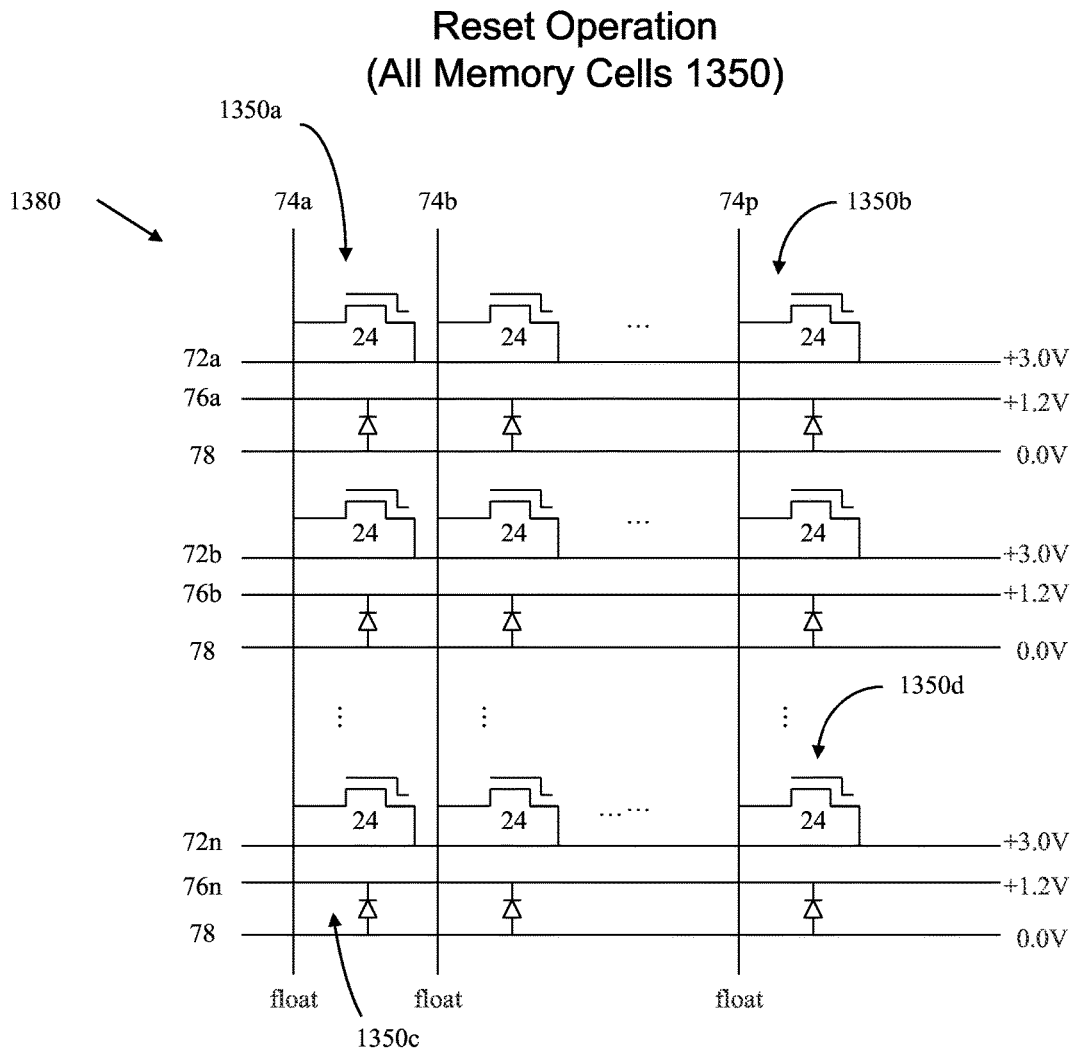 Reset Operation
(All Memory Cells 1350)
1350a
1380
74a 74b 74p 1350b
24 24 ... 24
72a +3.0V
76a +1.2V
78 0.0V
24 24 ... 24
72b +3.0V
76b +1.2V
78 0.0V
1350d
... ... ...
24 24 ... ... 24
72n +3.0V
76n +1.2V
78 0.0V
float float float
1350c